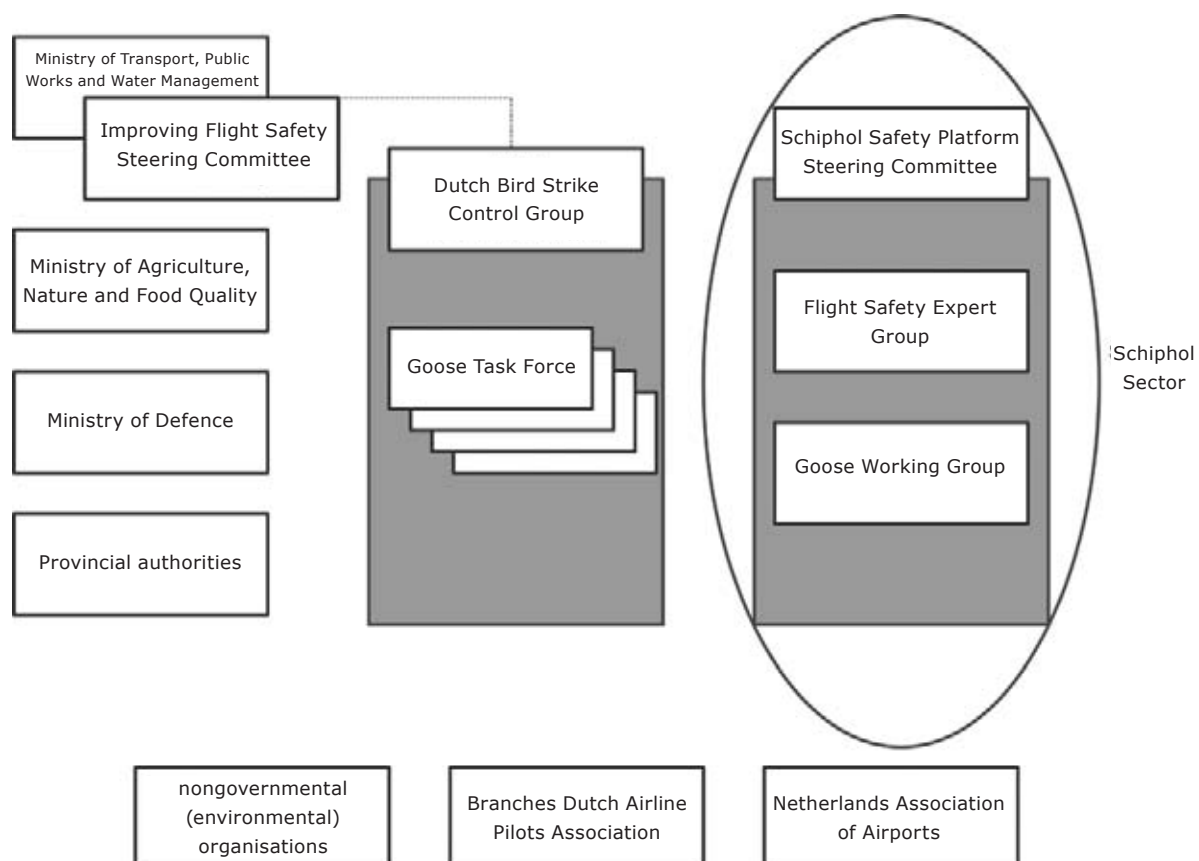 Ministry of Transport, Public
Works and Water Management
Improving Flight Safety
Steering Committee
Ministry of Agriculture,
Nature and Food Quality
Ministry of Defence
Provincial authorities
Dutch Bird Strike
Control Group
Goose Task Force
Schiphol Safety Platform
Steering Committee
Flight Safety Expert
Group
Goose Working Group
Schiphol
Sector
nongovernmental
(environmental)
organisations
Branches Dutch Airline
Pilots Association
Netherlands Association
of Airports